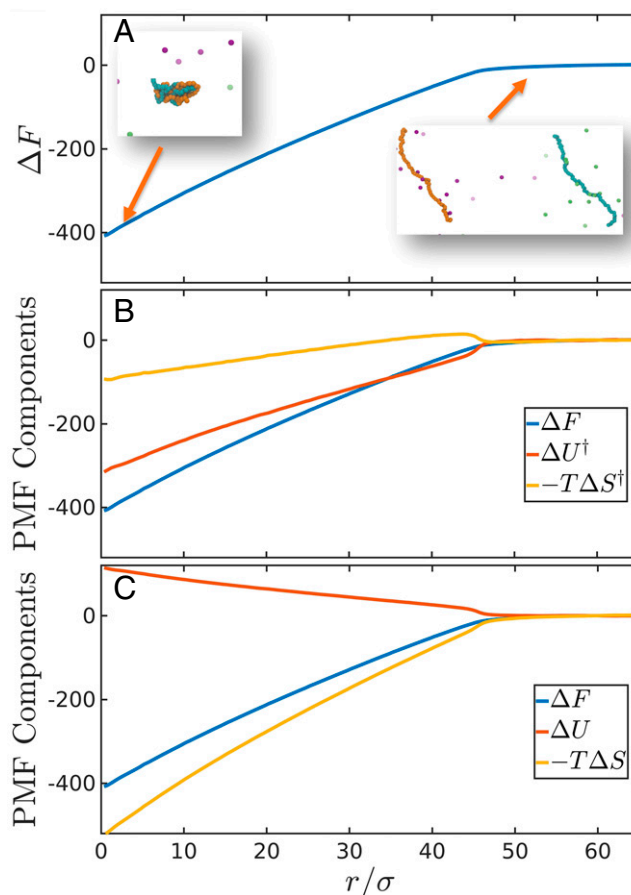 A
0
-200
-400
ΔF
B
0
-200
-400
PMF Components
ΔF
ΔU†
−TΔS†
C
0
-200
-400
PMF Components
ΔF
ΔU
−TΔS
0 10 20 30 40 50 60
r/σ